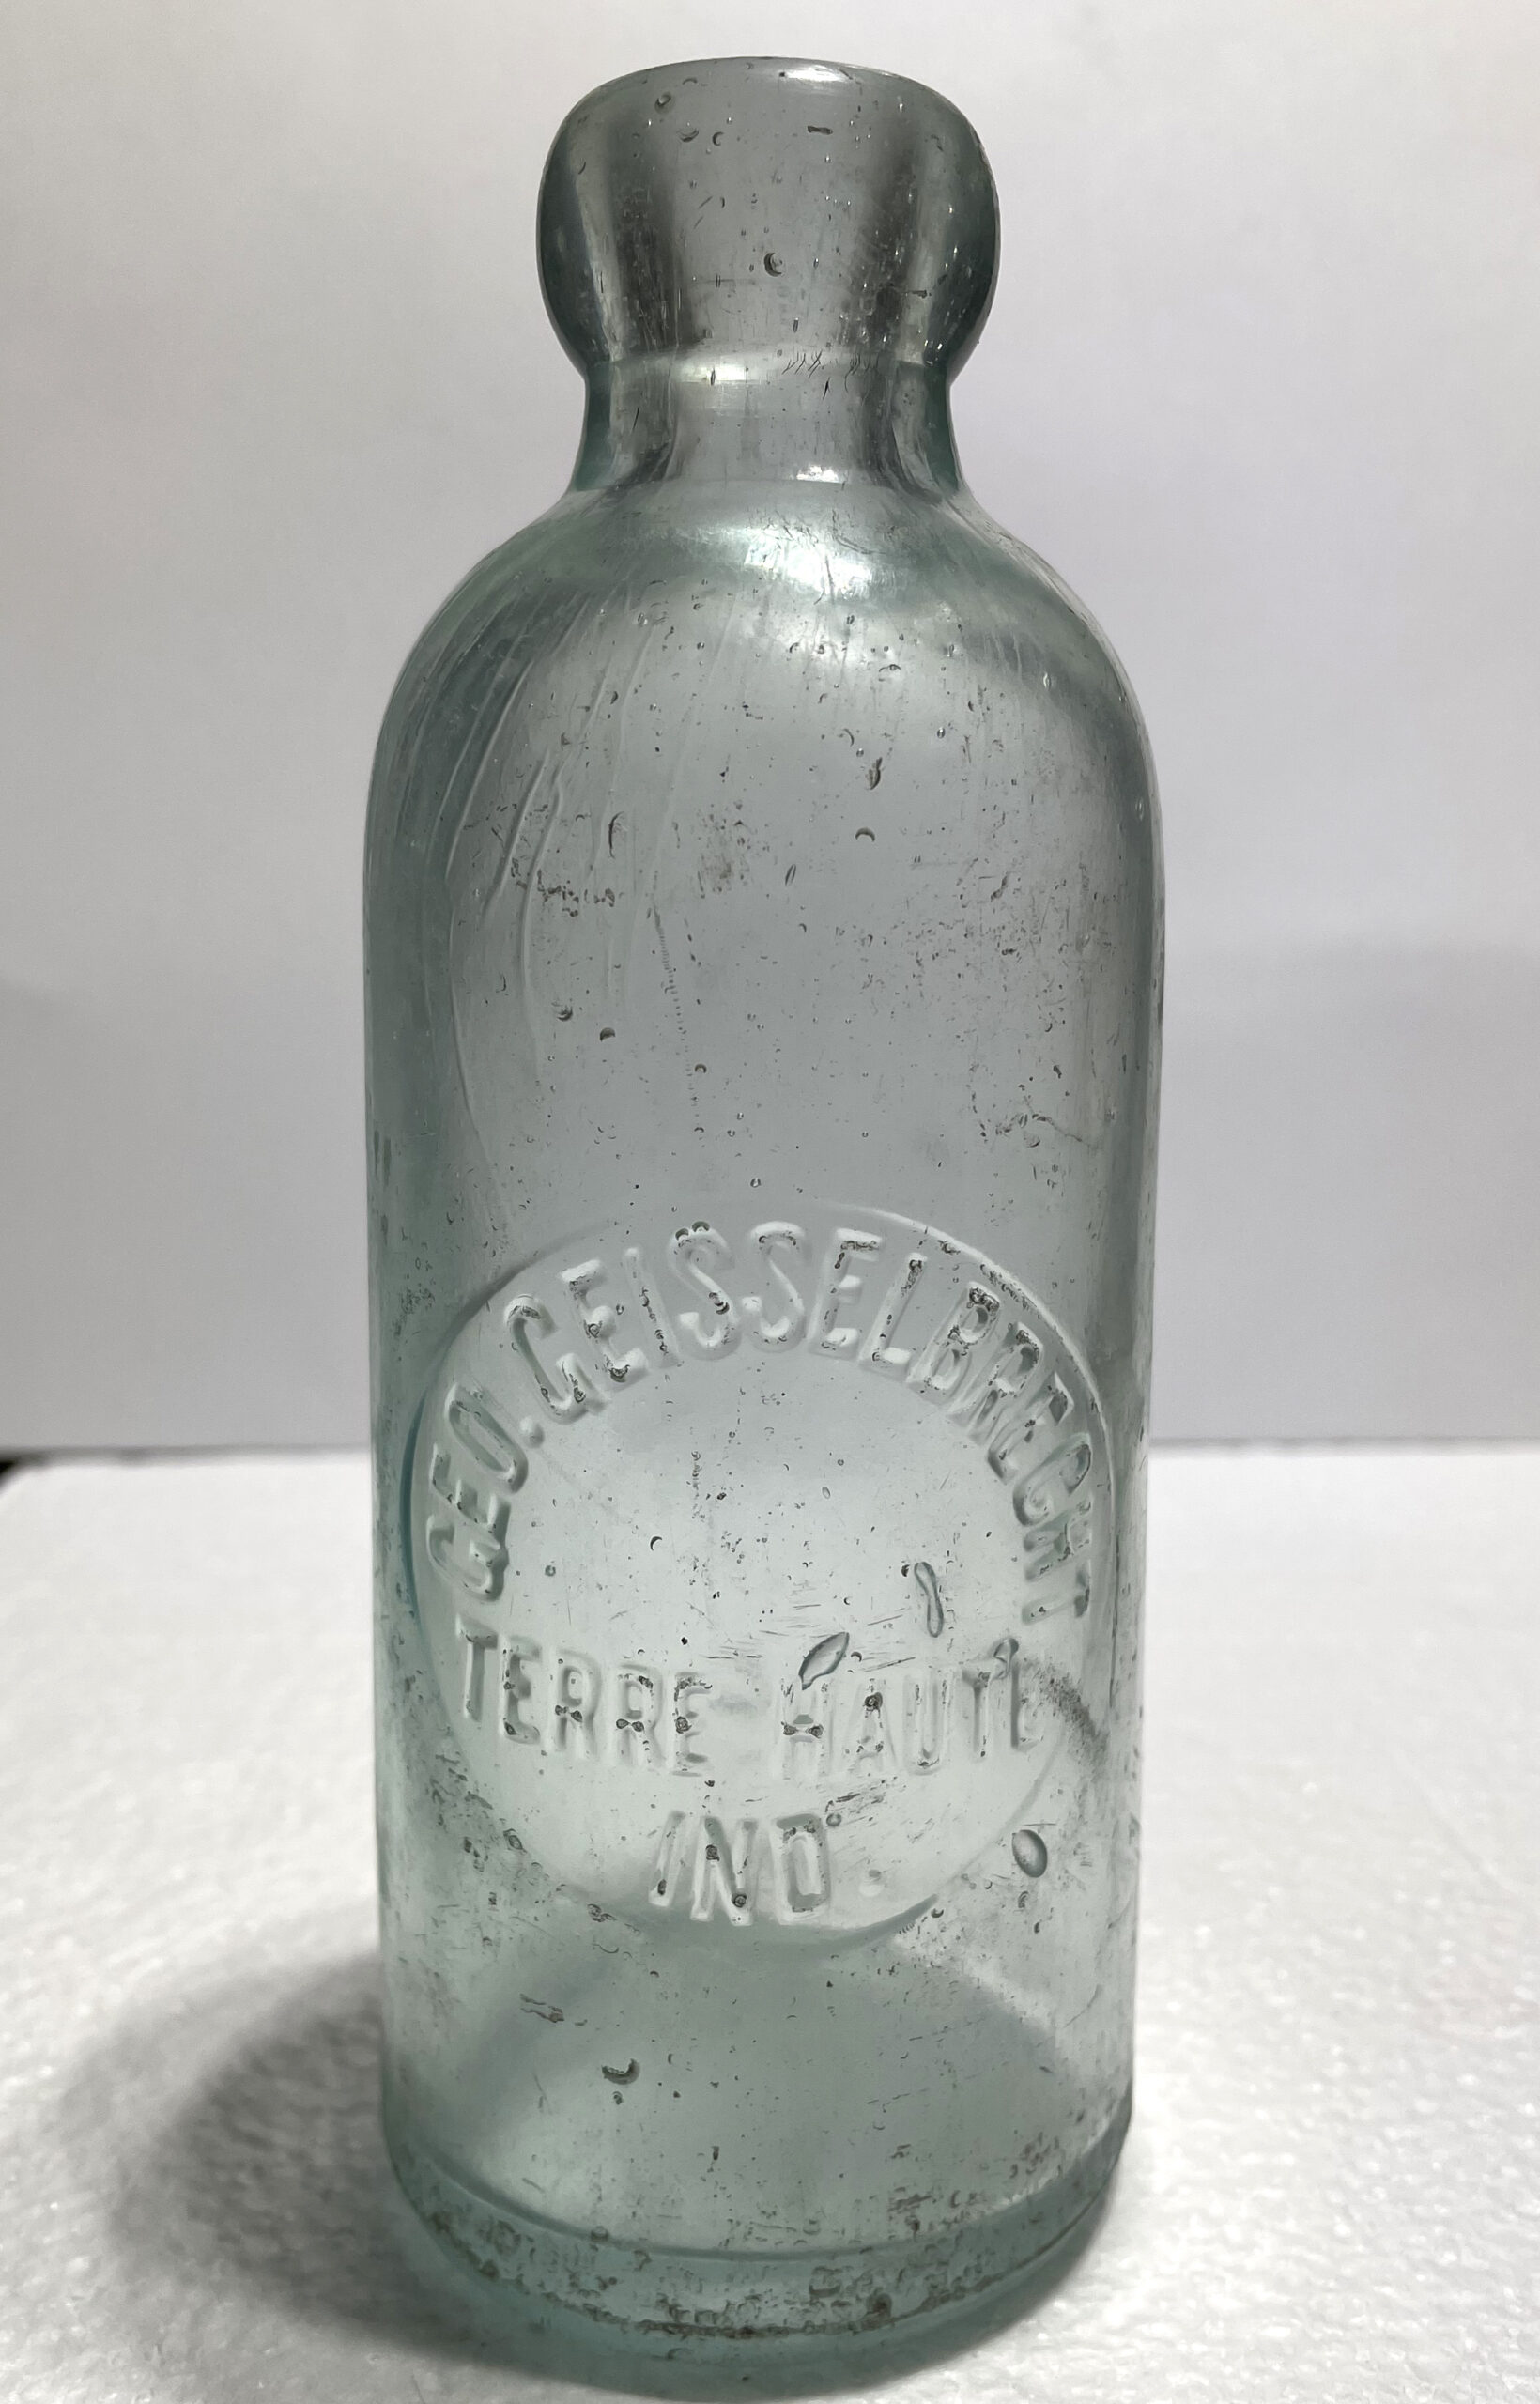 GEO. GEISSELBRECHT
TERRE HAUTE
IND.